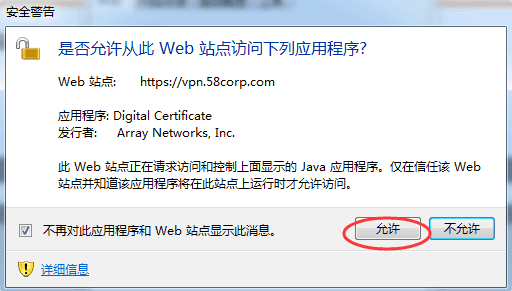 安全警告
是否允许从此 Web 站点访问下列应用程序?
Web 站点: https://vpn.58corp.com
应用程序: Digital Certificate
发行者: Array Networks, Inc.
此 Web 站点正在请求访问和控制上面显示的 Java 应用程序。仅在信任该 Web
站点并知道该应用程序将在此站点上运行时才允许访问。
不再对此应用程序和 Web 站点显示此消息。 允许 不允许
详细信息